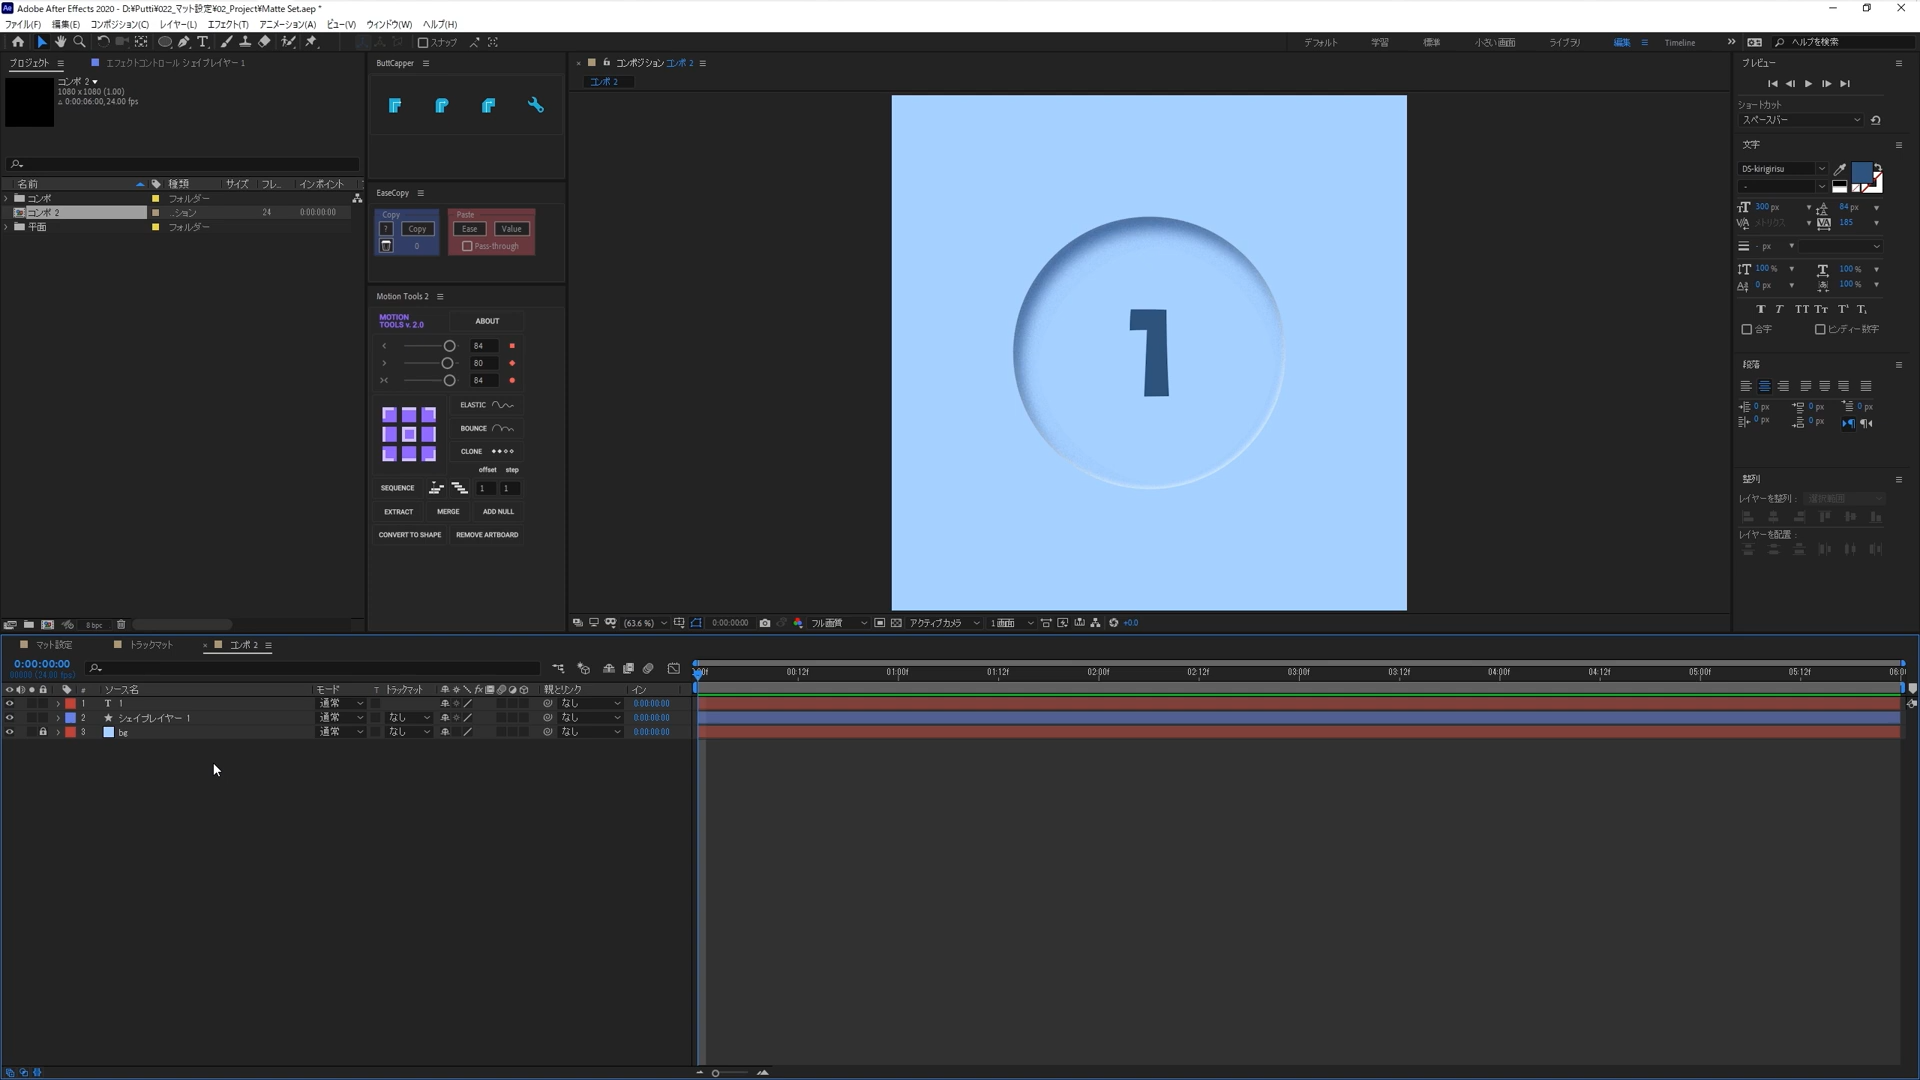 Adobe After Effects 2020 - D:¥Putti¥022_マット設定¥02_Project¥Matte Set.aep *
ファイル(F) 編集(E) コンポジション(C) レイヤー(L) エフェクト(T) アニメーション(A) ビュー(V) ウィンドウ(W) ヘルプ(H)
スナップ
デフォルト 学習 標準 小さい画面 ライブラリ 編集 Timeline
ヘルプを検索
プロジェクト
エフェクトコントロール シェイプレイヤー 1
コンポ 2
1080 x 1080 (1.00)
△ 0:00:06:00, 24.00 fps
名前 種類 サイズ フレ... インポイント
コンポ フォルダー
コンポ 2 ...ション 24 0:00:00:00
平面 フォルダー
8 bpc
ButtCapper
EaseCopy
Copy Paste
? Copy Ease Value
0 Pass-through
Motion Tools 2
MOTION TOOLS v. 2.0
ABOUT
84
80
84
ELASTIC
BOUNCE
CLONE
offset step
SEQUENCE 1 1
EXTRACT MERGE ADD NULL
CONVERT TO SHAPE REMOVE ARTBOARD
コンポジション コンポ 2
コンポ 2
1
(63.6 %) 0:00:00:00 フル画質 アクティブカメラ 1画面 +0.0
プレビュー
ショートカット
スペースバー
文字
DS-kirigirisu
-
300 px 84 px
メトリクス 185
- px
100 % 100 %
0 px 100 %
合字 ヒンディー数字
段落
0 px 0 px 0 px
0 px 0 px
整列
レイヤーを整列 : 選択範囲
レイヤーを配置 :
マット設定 トラックマット コンポ 2
0:00:00:00
00000 (24.00 fps)
# ソース名 モード T トラックマット 親とリンク イン
1 T 1 通常 なし 0:00:00:00
2 シェイプレイヤー 1 通常 なし なし 0:00:00:00
3 bg 通常 なし なし 0:00:00:00
00:12f 01:00f 01:12f 02:00f 02:12f 03:00f 03:12f 04:00f 04:12f 05:00f 05:12f